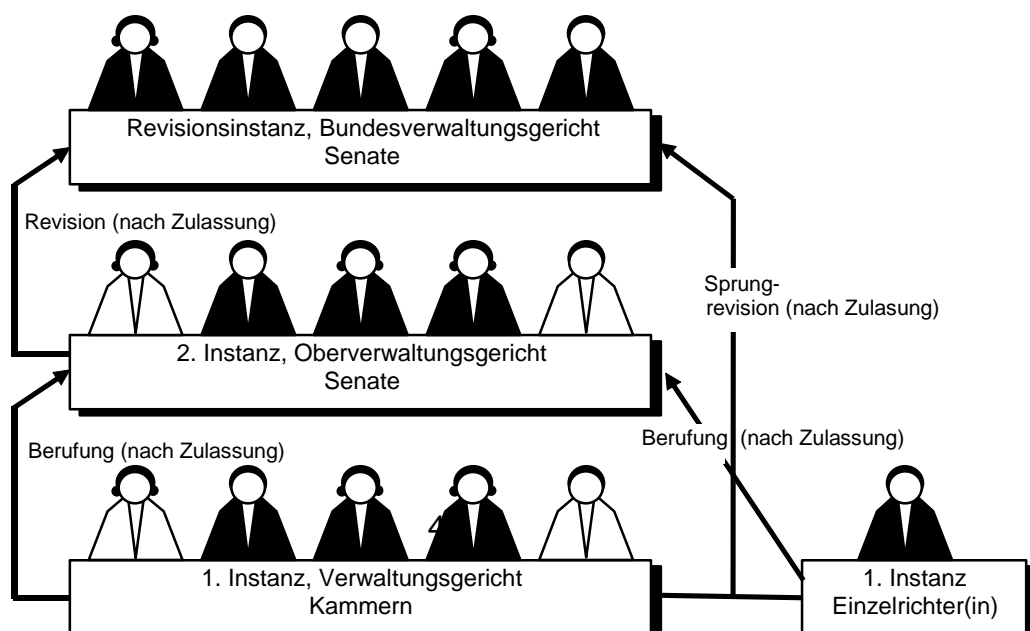 Revisionsinstanz, Bundesverwaltungsgericht
Senate
Revision (nach Zulassung)
Sprung-
revision (nach Zulasung)
2. Instanz, Oberverwaltungsgericht
Senate
Berufung (nach Zulassung)
Berufung (nach Zulassung)
4
1. Instanz, Verwaltungsgericht
Kammern
1. Instanz
Einzelrichter(in)